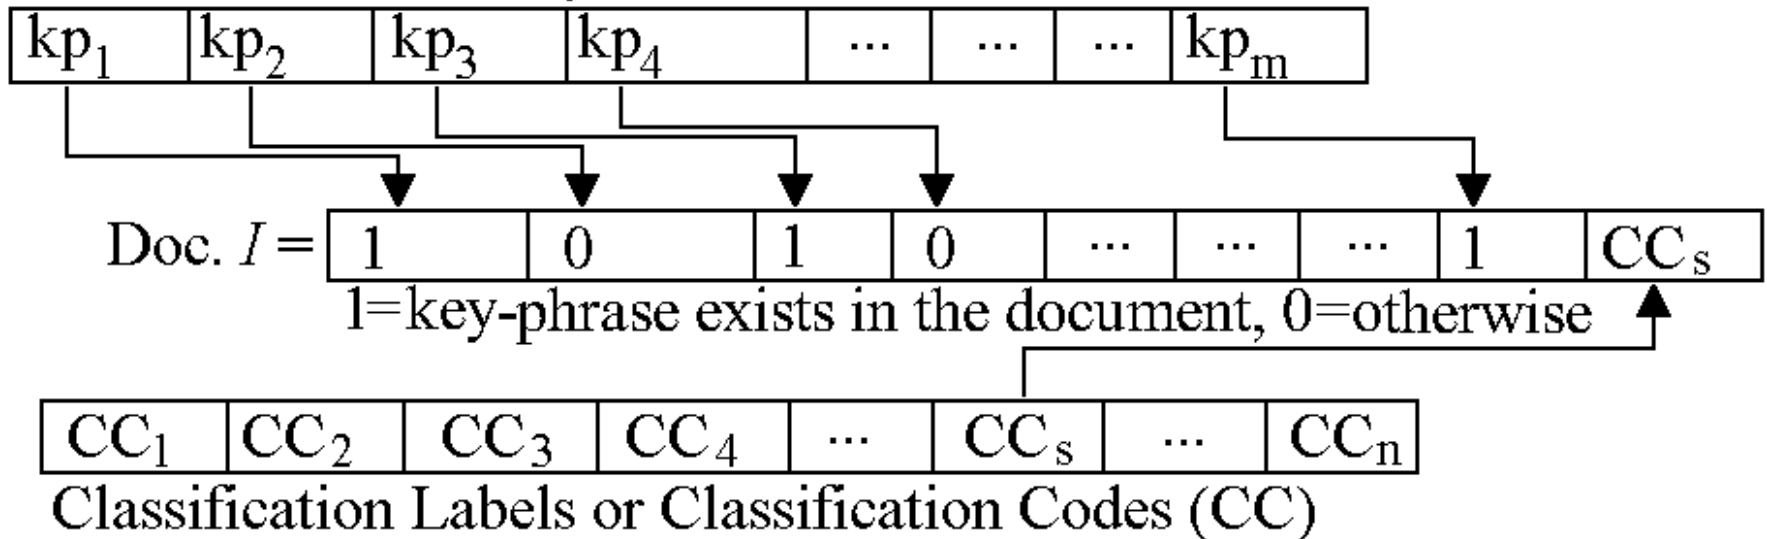 kp1 kp2 kp3 kp4 ... ... ... kpm
Doc. I = 1 0 1 0 ... ... ... 1 CCs
1=key-phrase exists in the document, 0=otherwise
CC1 CC2 CC3 CC4 ... CCs ... CCn
Classification Labels or Classification Codes (CC)